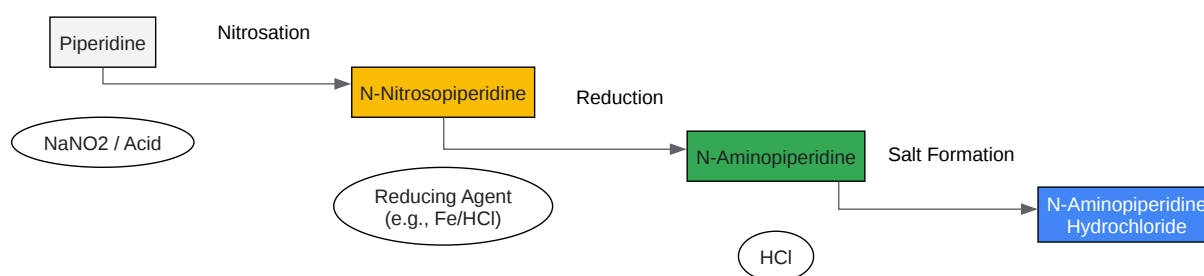 Piperidine
Nitrosation
NaNO2 / Acid
N-Nitrosopiperidine
Reduction
Reducing Agent
(e.g., Fe/HCl)
N-Aminopiperidine
Salt Formation
HCl
N-Aminopiperidine
Hydrochloride